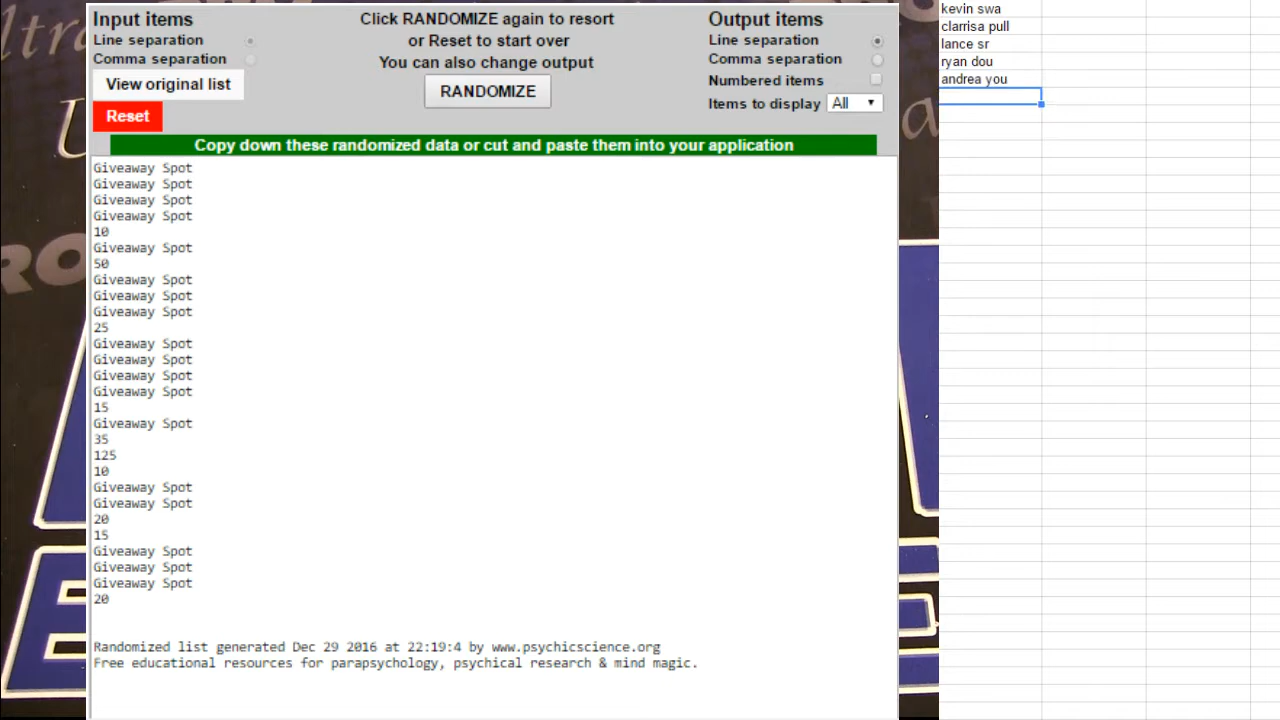 Input items
Line separation
Comma separation
View original list
Reset
Click RANDOMIZE again to resort
or Reset to start over
You can also change output
RANDOMIZE
Output items
Line separation
Comma separation
Numbered items
Items to display All
Copy down these randomized data or cut and paste them into your application
Giveaway Spot
Giveaway Spot
Giveaway Spot
Giveaway Spot
10
Giveaway Spot
50
Giveaway Spot
Giveaway Spot
Giveaway Spot
25
Giveaway Spot
Giveaway Spot
Giveaway Spot
Giveaway Spot
15
Giveaway Spot
35
125
10
Giveaway Spot
Giveaway Spot
20
15
Giveaway Spot
Giveaway Spot
Giveaway Spot
20
Randomized list generated Dec 29 2016 at 22:19:4 by www.psychicscience.org
Free educational resources for parapsychology, psychical research & mind magic.
kevin swa
clarrisa pull
lance sr
ryan dou
andrea you